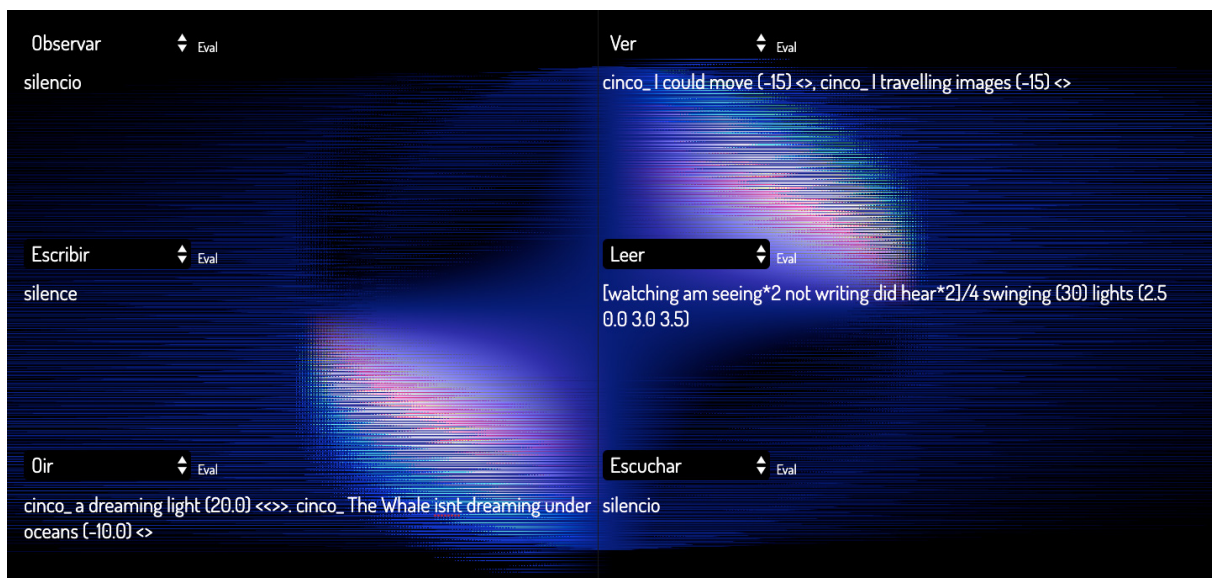 Observar Eval
silencio
Ver Eval
cinco_ I could move (-15) <>, cinco_ I travelling images (-15) <>
Escribir Eval
silence
Leer Eval
[watching am seeing*2 not writing did hear*2]/4 swinging (30) lights (2.5
0.0 3.0 3.5)
Oir Eval
cinco_ a dreaming light (20.0) <<>>. cinco_ The Whale isnt dreaming under
oceans (-10.0) <>
Escuchar Eval
silencio